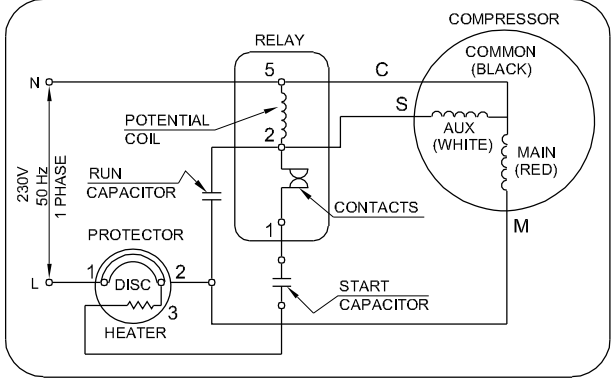 COMPRESSOR
RELAY
COMMON
(BLACK)
5
C
N
S
POTENTIAL
COIL
2
AUX
(WHITE)
MAIN
(RED)
RUN
CAPACITOR
230V
50 Hz
1 PHASE
CONTACTS
1
M
PROTECTOR
L
1
DISC
2
3
HEATER
START
CAPACITOR